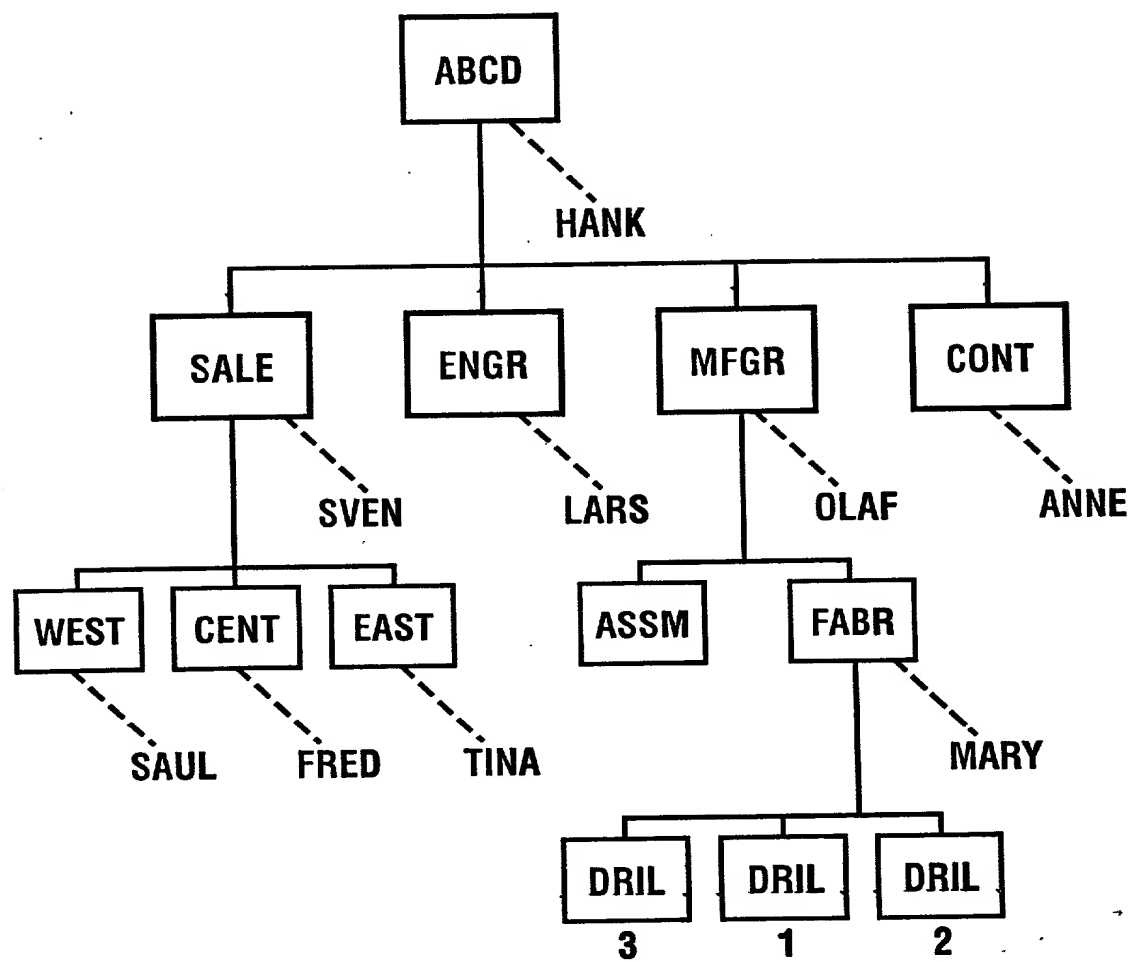 ABCD
HANK
SALE ENGR MFGR CONT
SVEN LARS OLAF ANNE
WEST CENT EAST ASSM FABR
SAUL FRED TINA MARY
DRIL DRIL DRIL
3 1 2